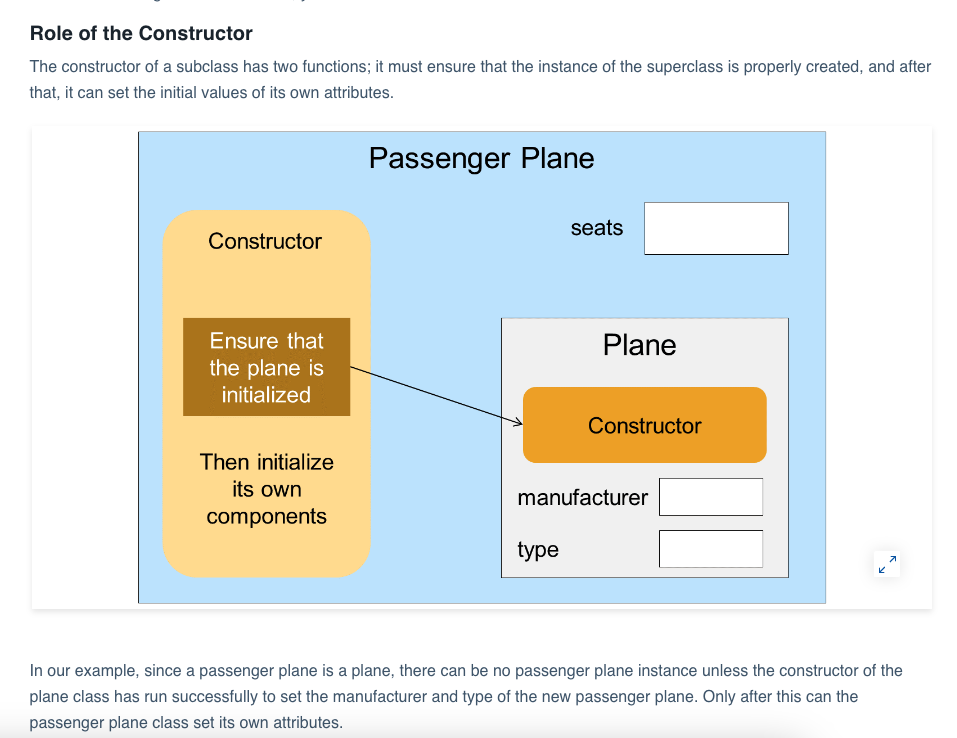 Role of the Constructor
The constructor of a subclass has two functions; it must ensure that the instance of the superclass is properly created, and after
that, it can set the initial values of its own attributes.
Passenger Plane
Constructor
Ensure that
the plane is
initialized
Then initialize
its own
components
seats
Plane
Constructor
manufacturer
type
In our example, since a passenger plane is a plane, there can be no passenger plane instance unless the constructor of the
plane class has run successfully to set the manufacturer and type of the new passenger plane. Only after this can the
passenger plane class set its own attributes.